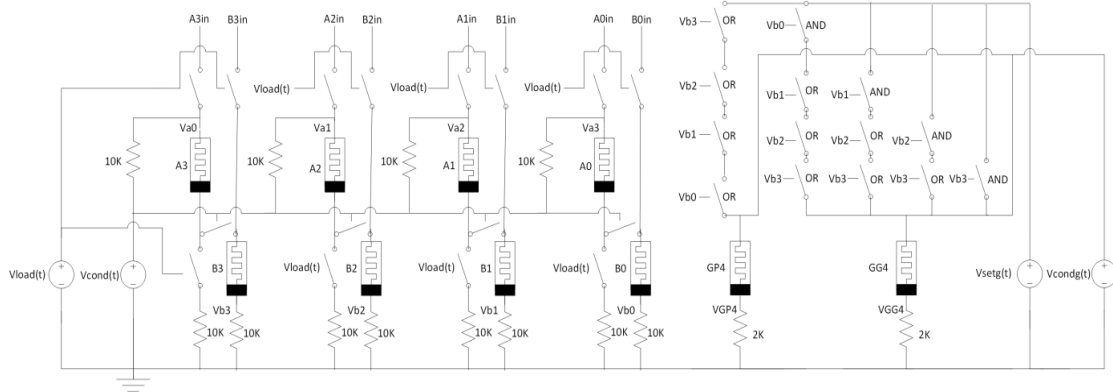 A3in B3in A2in B2in A1in B1in A0in B0in
Vb3 OR Vb0 AND
Vload(t) Vload(t) Vload(t)
Vb2 OR Vb1 OR Vb1 AND
Va0 Va1 Va2 Va3
Vb1 OR Vb2 OR Vb2 OR Vb2 AND
10K A3 10K A2 10K A1 10K A0
Vb3 OR Vb3 OR Vb3 OR Vb3 AND
Vb0 OR
Vload(t) Vcond(t) B3 Vload(t) B2 Vload(t) B1 Vload(t) B0 GP4 GG4 Vsetg(t) Vcondg(t)
Vb3 Vb2 Vb1 Vb0 VGP4 VGG4
10K 10K 10K 10K 10K 10K 10K 10K 2K 2K